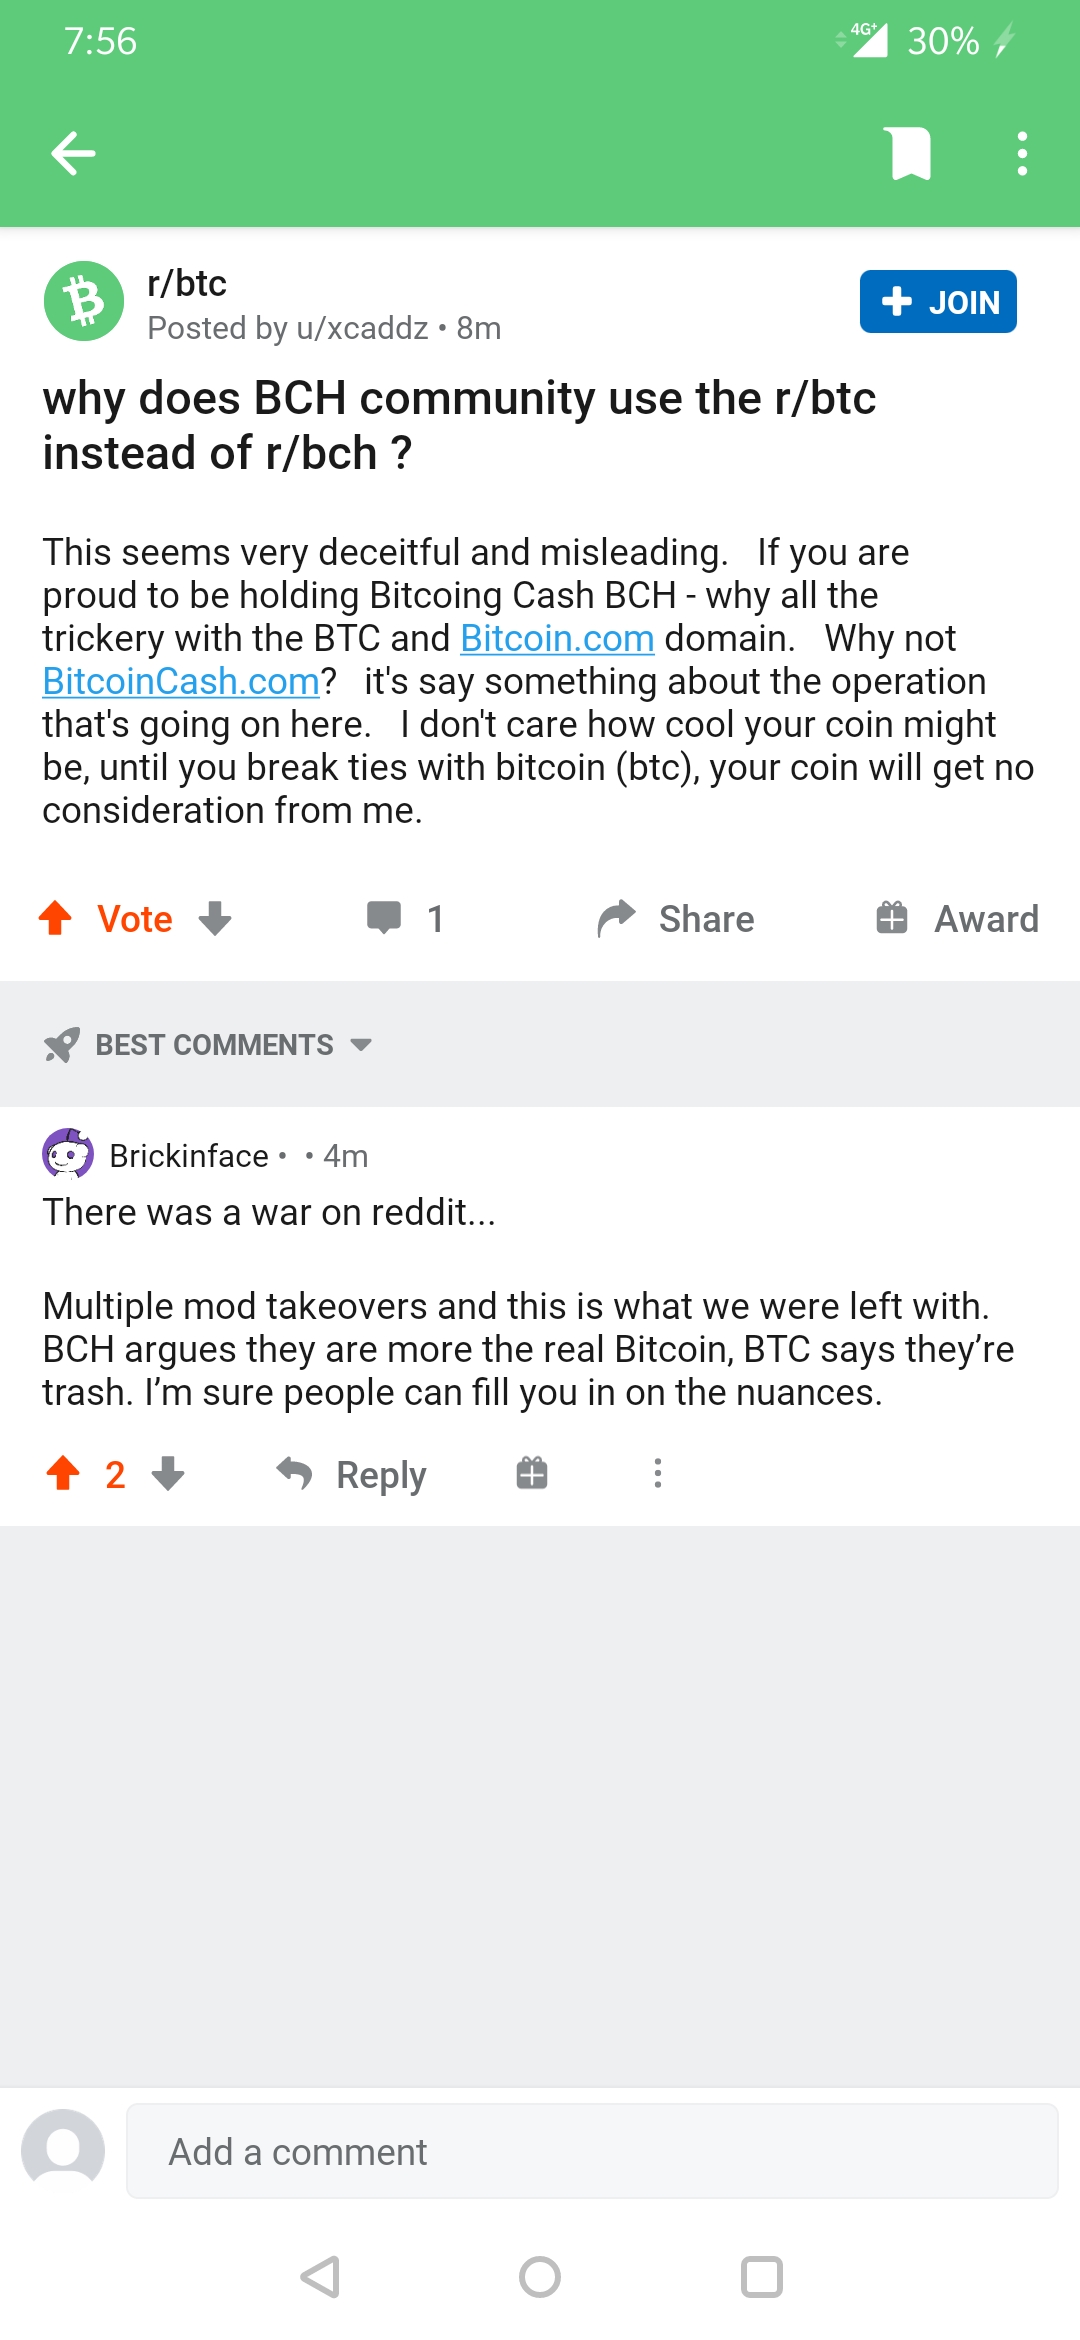 7:56
4G+ 30%
r/btc
Posted by u/xcaddz • 8m
JOIN
why does BCH community use the r/btc
instead of r/bch ?
This seems very deceitful and misleading. If you are
proud to be holding Bitcoing Cash BCH - why all the
trickery with the BTC and Bitcoin.com domain. Why not
BitcoinCash.com? it's say something about the operation
that's going on here. I don't care how cool your coin might
be, until you break ties with bitcoin (btc), your coin will get no
consideration from me.
Vote 1 Share Award
BEST COMMENTS
Brickinface • • 4m
There was a war on reddit...
Multiple mod takeovers and this is what we were left with.
BCH argues they are more the real Bitcoin, BTC says they’re
trash. I’m sure people can fill you in on the nuances.
2 Reply
Add a comment